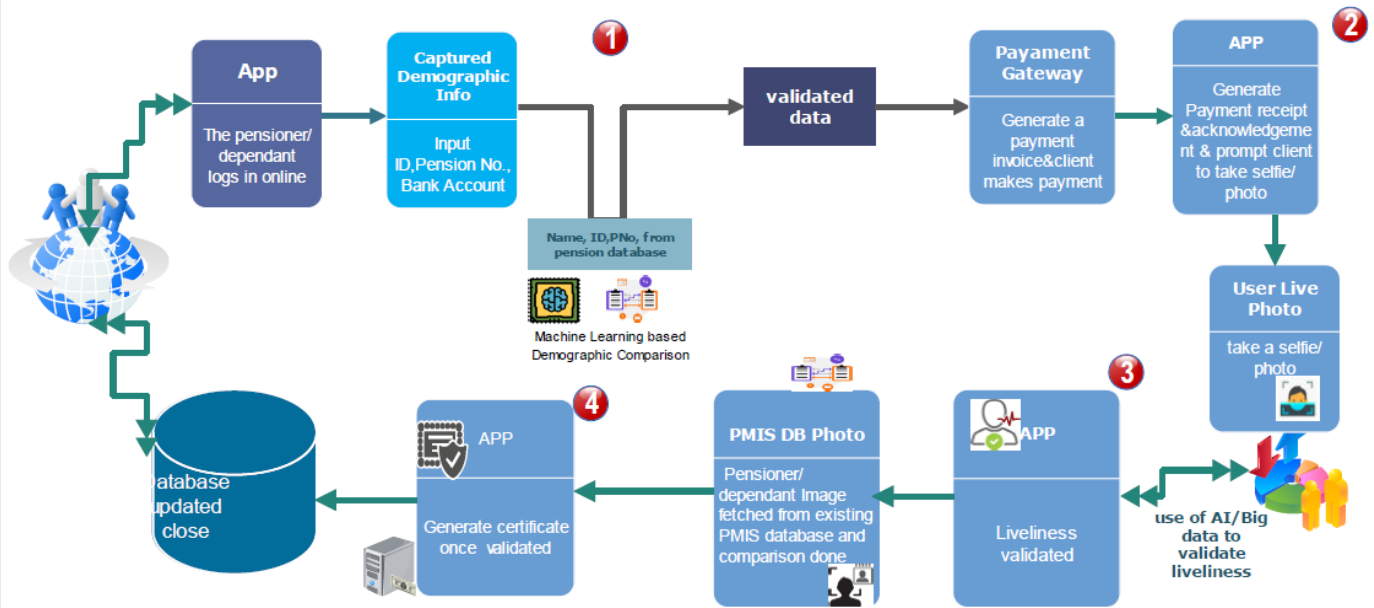 1
2
App
The pensioner/
dependant
logs in online
Captured
Demographic
Info
Input
ID,Pension No.,
Bank Account
Name, ID,PNo, from
pension database
Machine Learning based
Demographic Comparison
validated
data
Payament
Gateway
Generate a
payment
invoice&client
makes payment
APP
Generate
Payment receipt
&acknowledgeme
nt & prompt client
to take selfie/
photo
User Live
Photo
take a selfie/
photo
use of AI/Big
data to
validate
liveliness
3
APP
Liveliness
validated
PMIS DB Photo
Pensioner/
dependant Image
fetched from existing
PMIS database and
comparison done
4
APP
Generate certificate
once validated
Database
updated
close